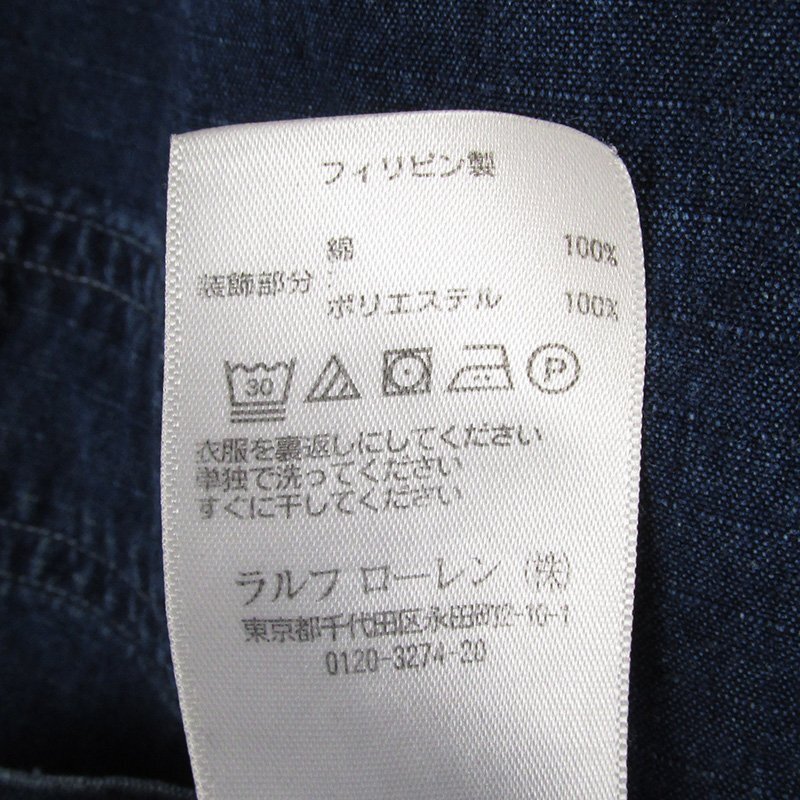 フィリピン製
綿 100%
装飾部分:
ポリエステル 100%
30 P
衣服を裏返しにしてください
単独で洗ってください
すぐに干してください
ラルフ ローレン (株)
東京都千代田区永田町2-10-1
0120-3274-20